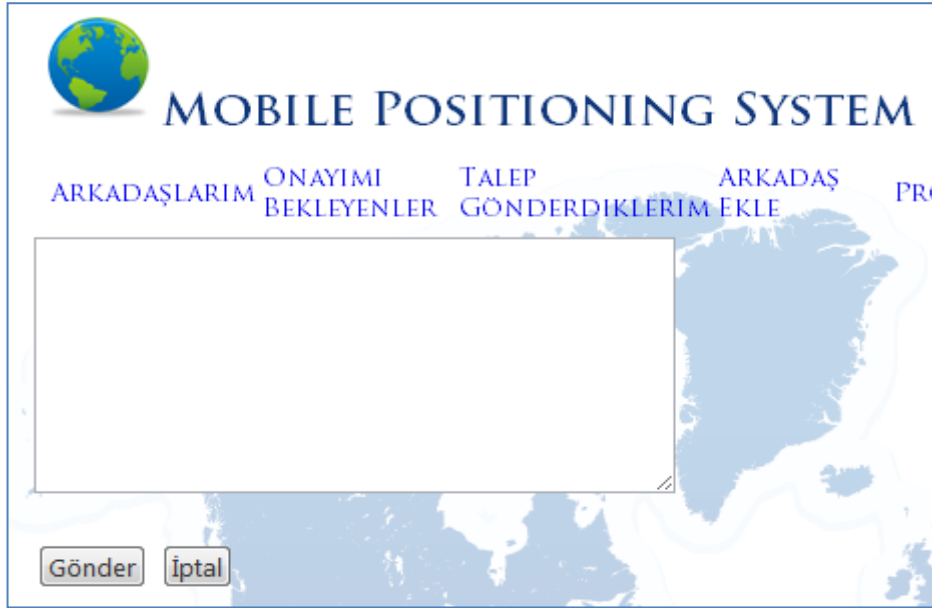 MOBILE POSITIONING SYSTEM
ARKADAŞLARIM
ONAYIMI
BEKLEYENLER
TALEP
GÖNDERDIKLERIM
ARKADAŞ
EKLE
Gönder
İptal